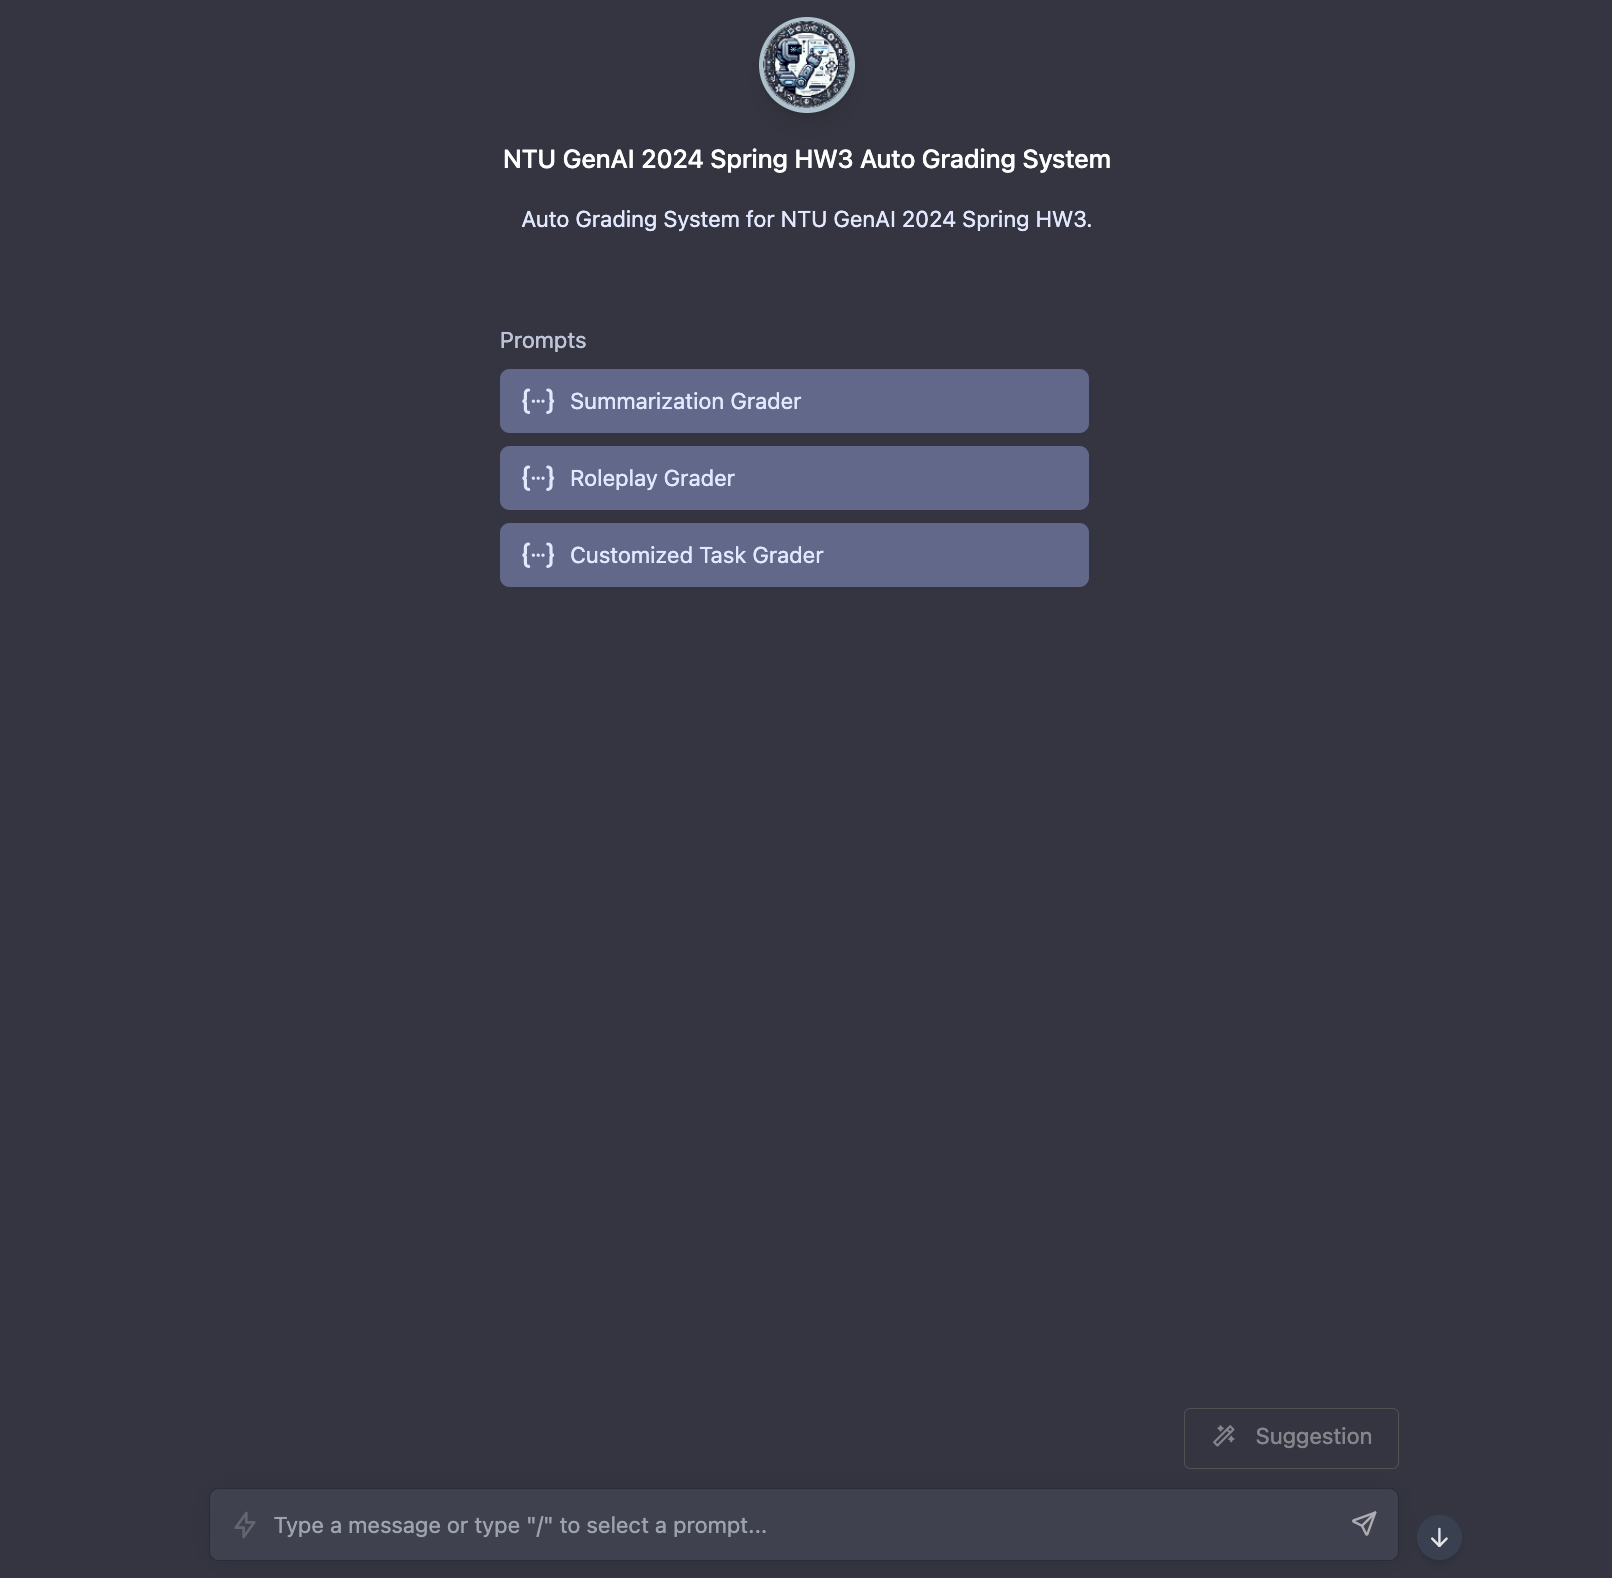 NTU GenAI 2024 Spring HW3 Auto Grading System
Auto Grading System for NTU GenAI 2024 Spring HW3.
Prompts
Summarization Grader
Roleplay Grader
Customized Task Grader
Suggestion
Type a message or type "/" to select a prompt...